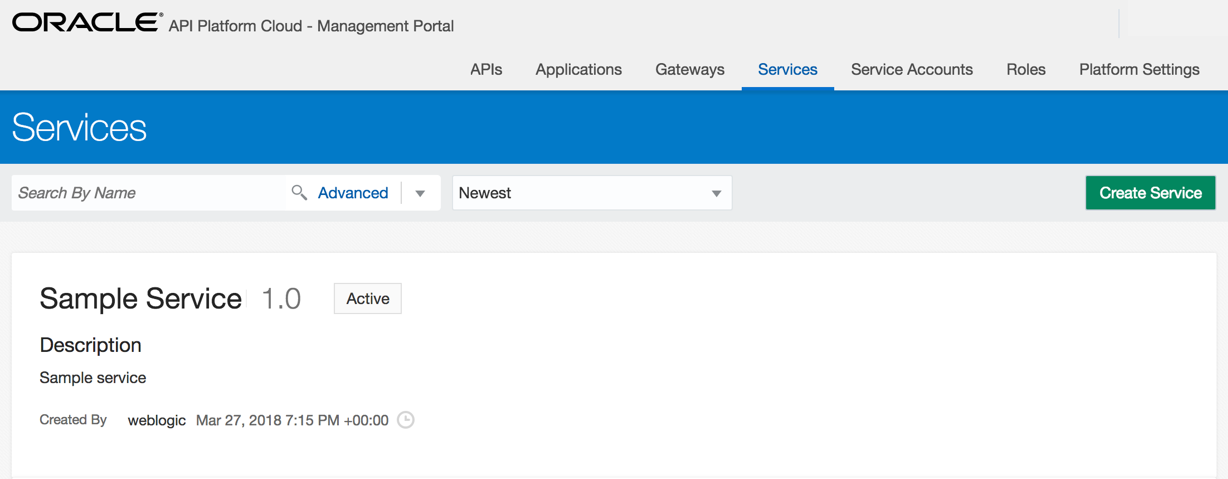 ORACLE® API Platform Cloud - Management Portal
APIs Applications Gateways Services Service Accounts Roles Platform Settings
Services
Search By Name Advanced Newest Create Service
Sample Service 1.0 Active
Description
Sample service
Created By weblogic Mar 27, 2018 7:15 PM +00:00